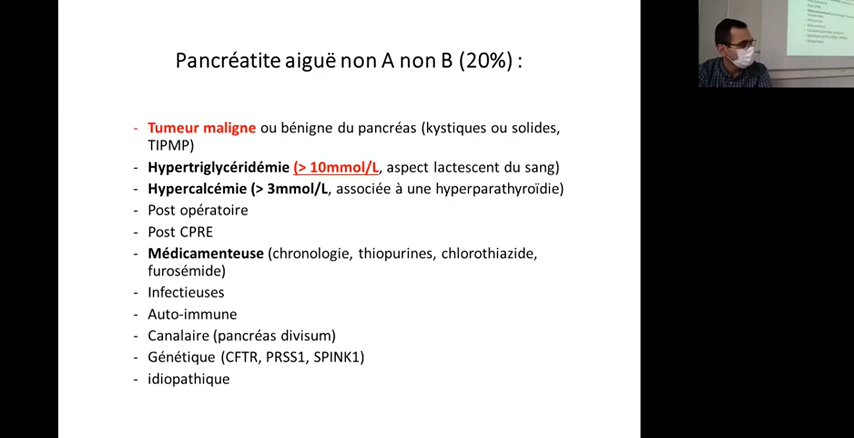 Pancréatite aiguë non A non B (20%) :
- Tumeur maligne ou bénigne du pancréas (kystiques ou solides,
TIPMP)
- Hypertriglycéridémie (> 10mmol/L, aspect lactescent du sang)
- Hypercalcémie (> 3mmol/L, associée à une hyperparathyroïdie)
- Post opératoire
- Post CPRE
- Médicamenteuse (chronologie, thiopurines, chlorothiazide,
furosémide)
- Infectieuses
- Auto-immune
- Canalaire (pancréas divisum)
- Génétique (CFTR, PRSS1, SPINK1)
- idiopathique